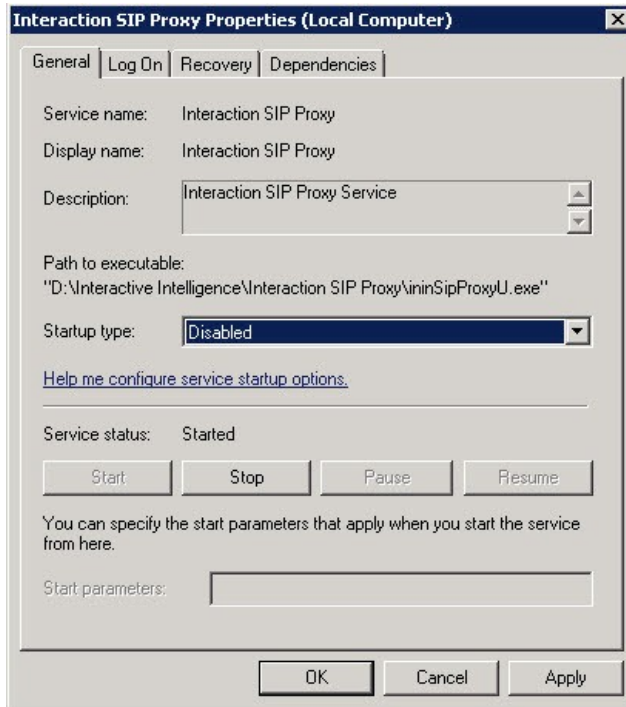 Interaction SIP Proxy Properties (Local Computer)
General Log On Recovery Dependencies
Service name: Interaction SIP Proxy
Display name: Interaction SIP Proxy
Description: Interaction SIP Proxy Service
Path to executable:
"D:\Interactive Intelligence\Interaction SIP Proxy\ininSipProxyU.exe"
Startup type: Disabled
Help me configure service startup options.
Service status: Started
Start Stop Pause Resume
You can specify the start parameters that apply when you start the service
from here.
Start parameters:
OK Cancel Apply